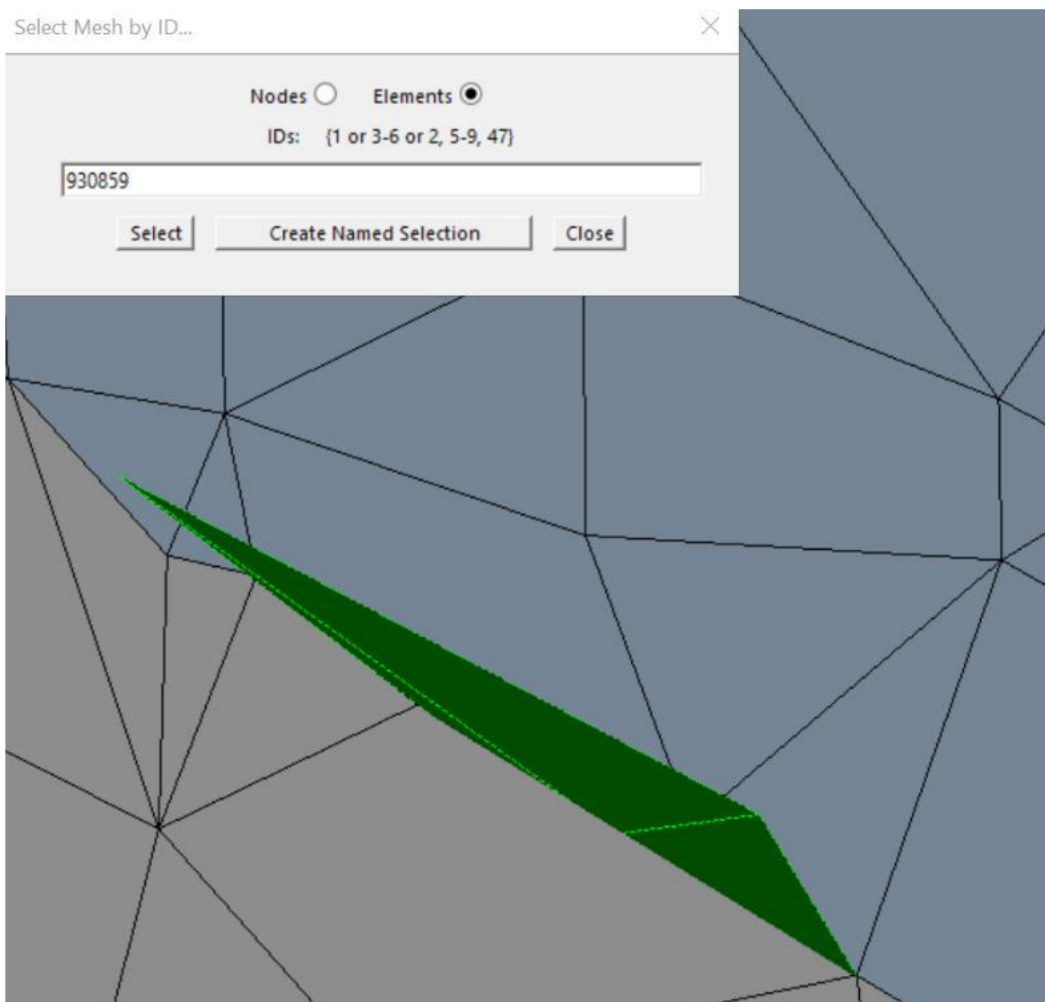 Select Mesh by ID...
Nodes Elements
IDs: {1 or 3-6 or 2, 5-9, 47}
930859
Select Create Named Selection Close